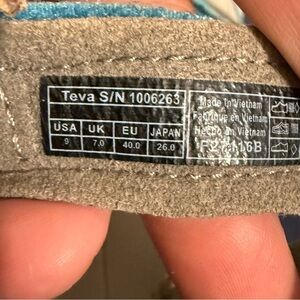 Teva S/N 1006263
USA UK EU JAPAN
9 7.0 40.0 26.0
Made in Vietnam
Fabriqué en Vietnam
Hecho en Vietnam